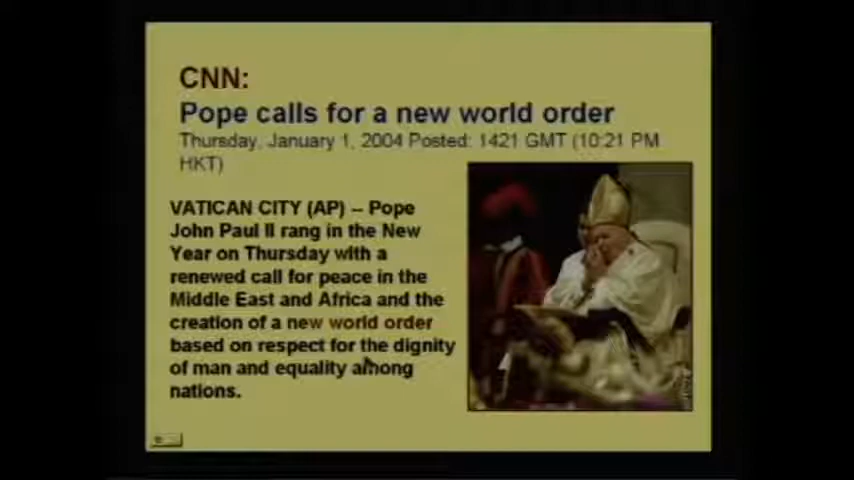 CNN:
Pope calls for a new world order
Thursday, January 1, 2004 Posted: 1421 GMT (10:21 PM
HKT)
VATICAN CITY (AP) -- Pope
John Paul II rang in the New
Year on Thursday with a
renewed call for peace in the
Middle East and Africa and the
creation of a new world order
based on respect for the dignity
of man and equality among
nations.